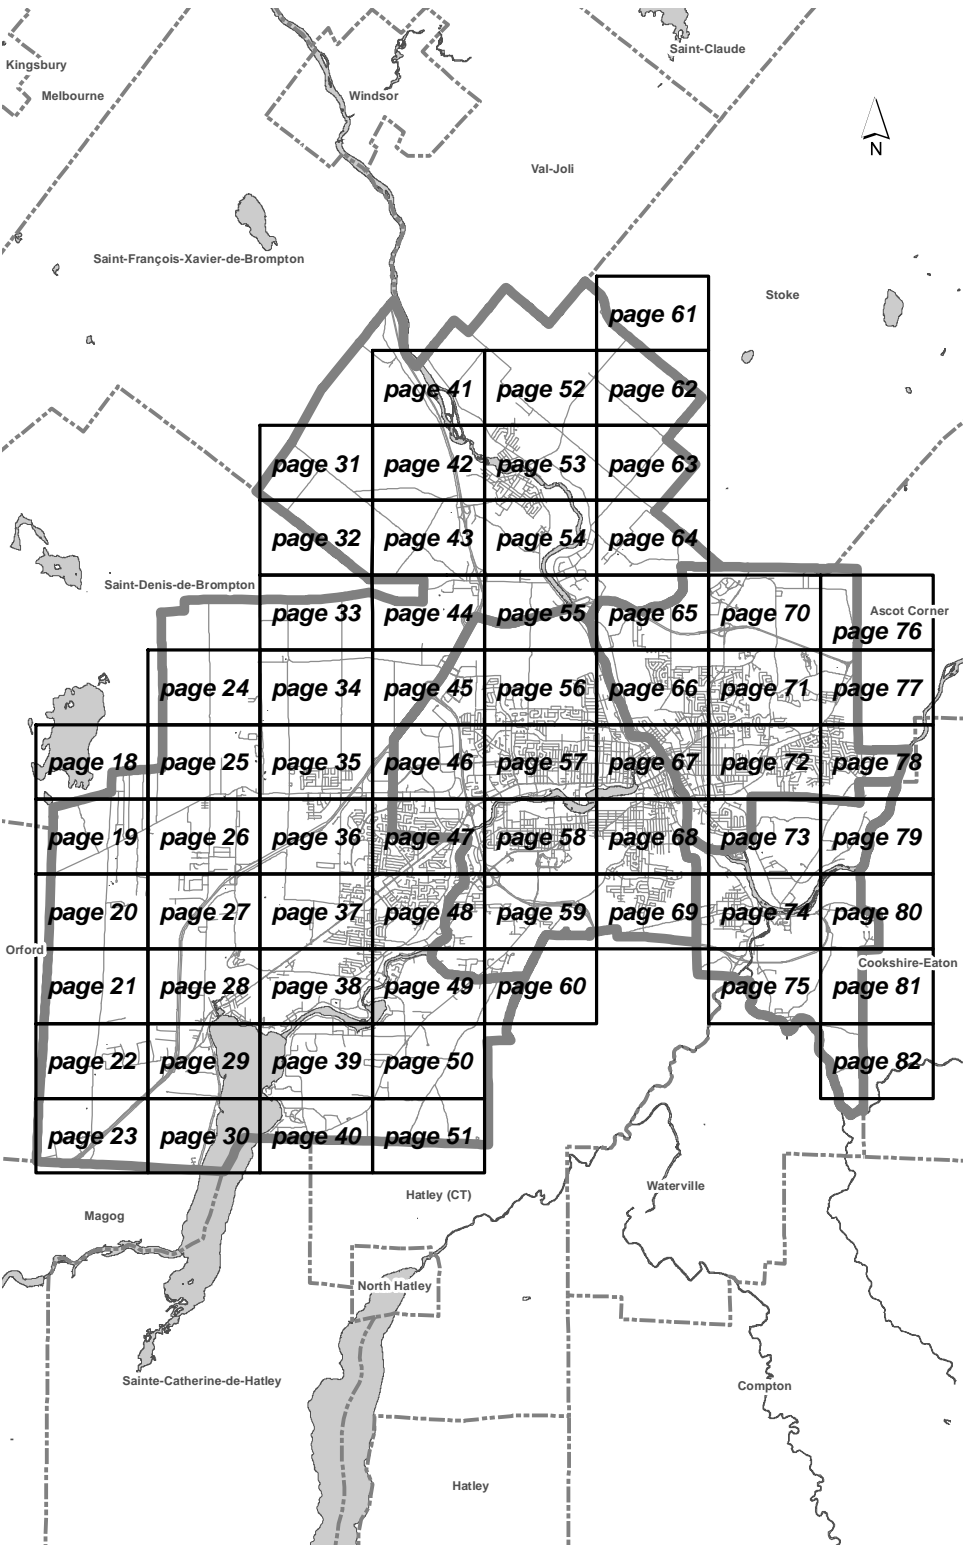 Saint-Claude
Kingsbury
Melbourne
Windsor
N
Val-Joli
Saint-François-Xavier-de-Brompton
Stoke
page 61
page 41 page 52 page 62
page 31 page 42 page 53 page 63
page 32 page 43 page 54 page 64
Saint-Denis-de-Brompton
page 33 page 44 page 55 page 65 page 70
Ascot Corner
page 76
page 24 page 34 page 45 page 56 page 66 page 71 page 77
page 18 page 25 page 35 page 46 page 57 page 67 page 72 page 78
page 19 page 26 page 36 page 47 page 58 page 68 page 73 page 79
page 20 page 27 page 37 page 48 page 59 page 69 page 74 page 80
Orford
Cookshire-Eaton
page 21 page 28 page 38 page 49 page 60 page 75 page 81
page 22 page 29 page 39 page 50 page 82
page 23 page 30 page 40 page 51
Waterville
Hatley (CT)
Magog
North Hatley
Sainte-Catherine-de-Hatley
Compton
Hatley